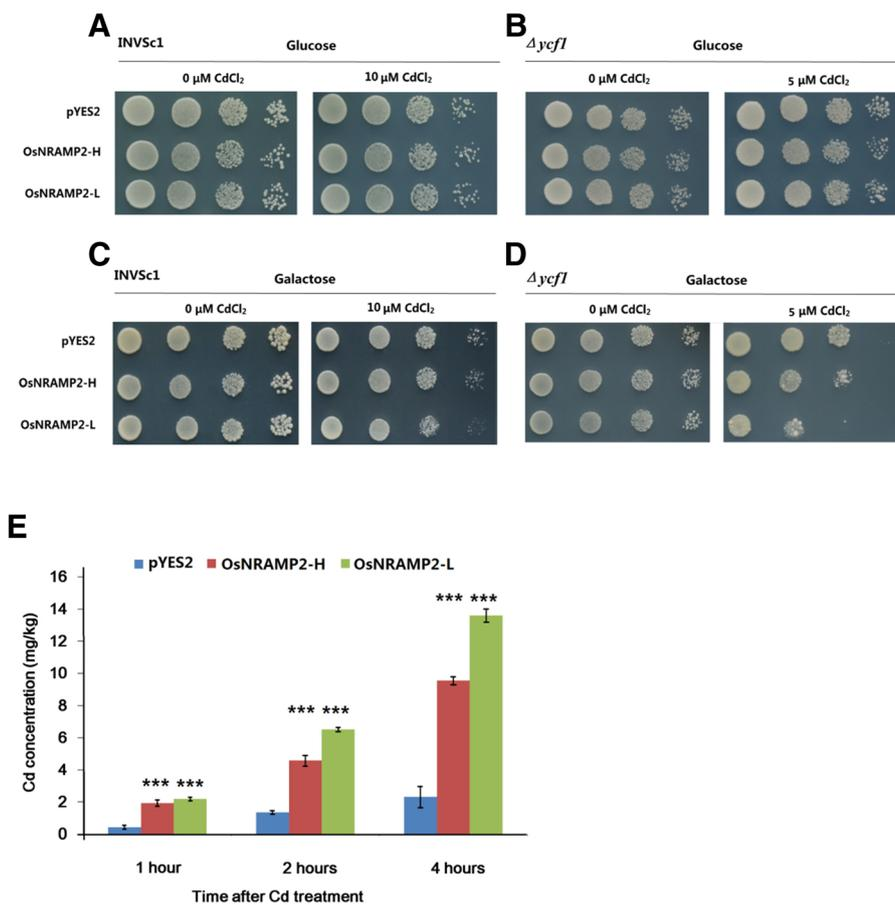 A
INVSc1
Glucose
0 µM CdCl₂
10 µM CdCl₂
pYES2
OsNRAMP2-H
OsNRAMP2-L
B
Δycf1
Glucose
0 µM CdCl₂
5 µM CdCl₂
C
INVSc1
Galactose
0 µM CdCl₂
10 µM CdCl₂
pYES2
OsNRAMP2-H
OsNRAMP2-L
D
Δycf1
Galactose
0 µM CdCl₂
5 µM CdCl₂
E
pYES2 OsNRAMP2-H OsNRAMP2-L
Cd concentration (mg/kg)
16
14
12
10
8
6
4
2
0
*** ***
*** ***
*** ***
1 hour 2 hours 4 hours
Time after Cd treatment